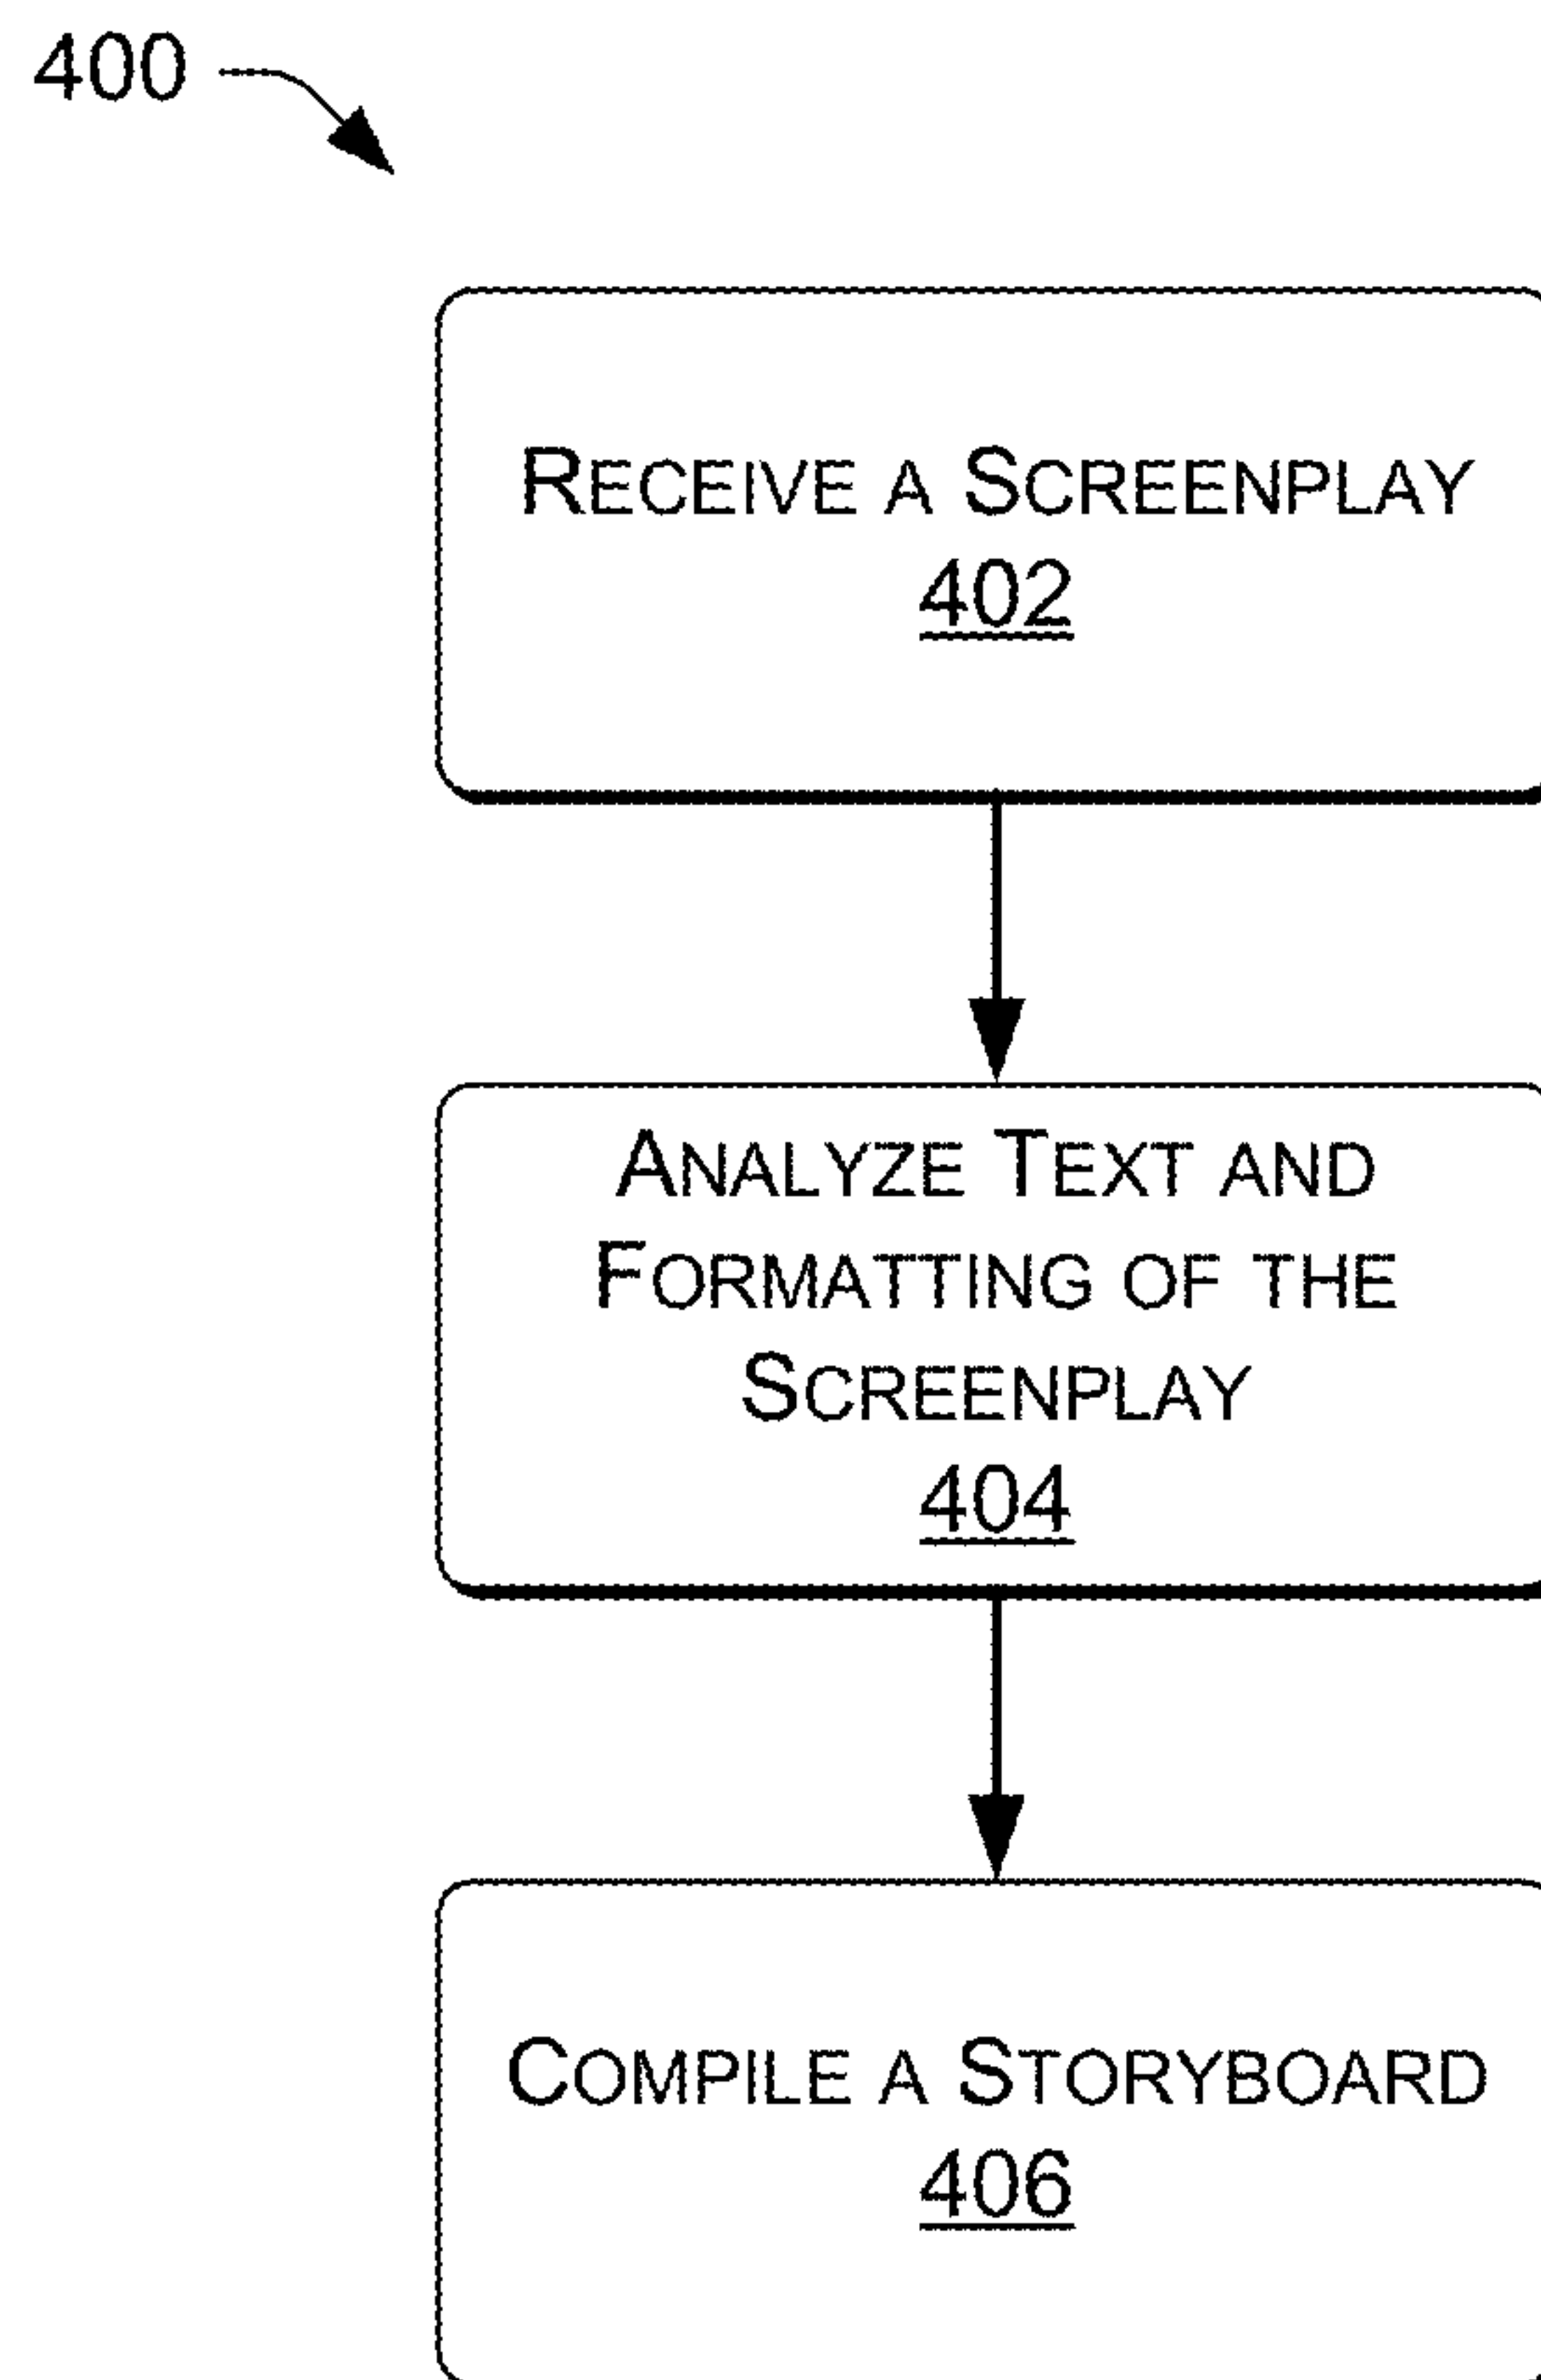 400
RECEIVE A SCREENPLAY
402
ANALYZE TEXT AND
FORMATTING OF THE
SCREENPLAY
404
COMPILE A STORYBOARD
406